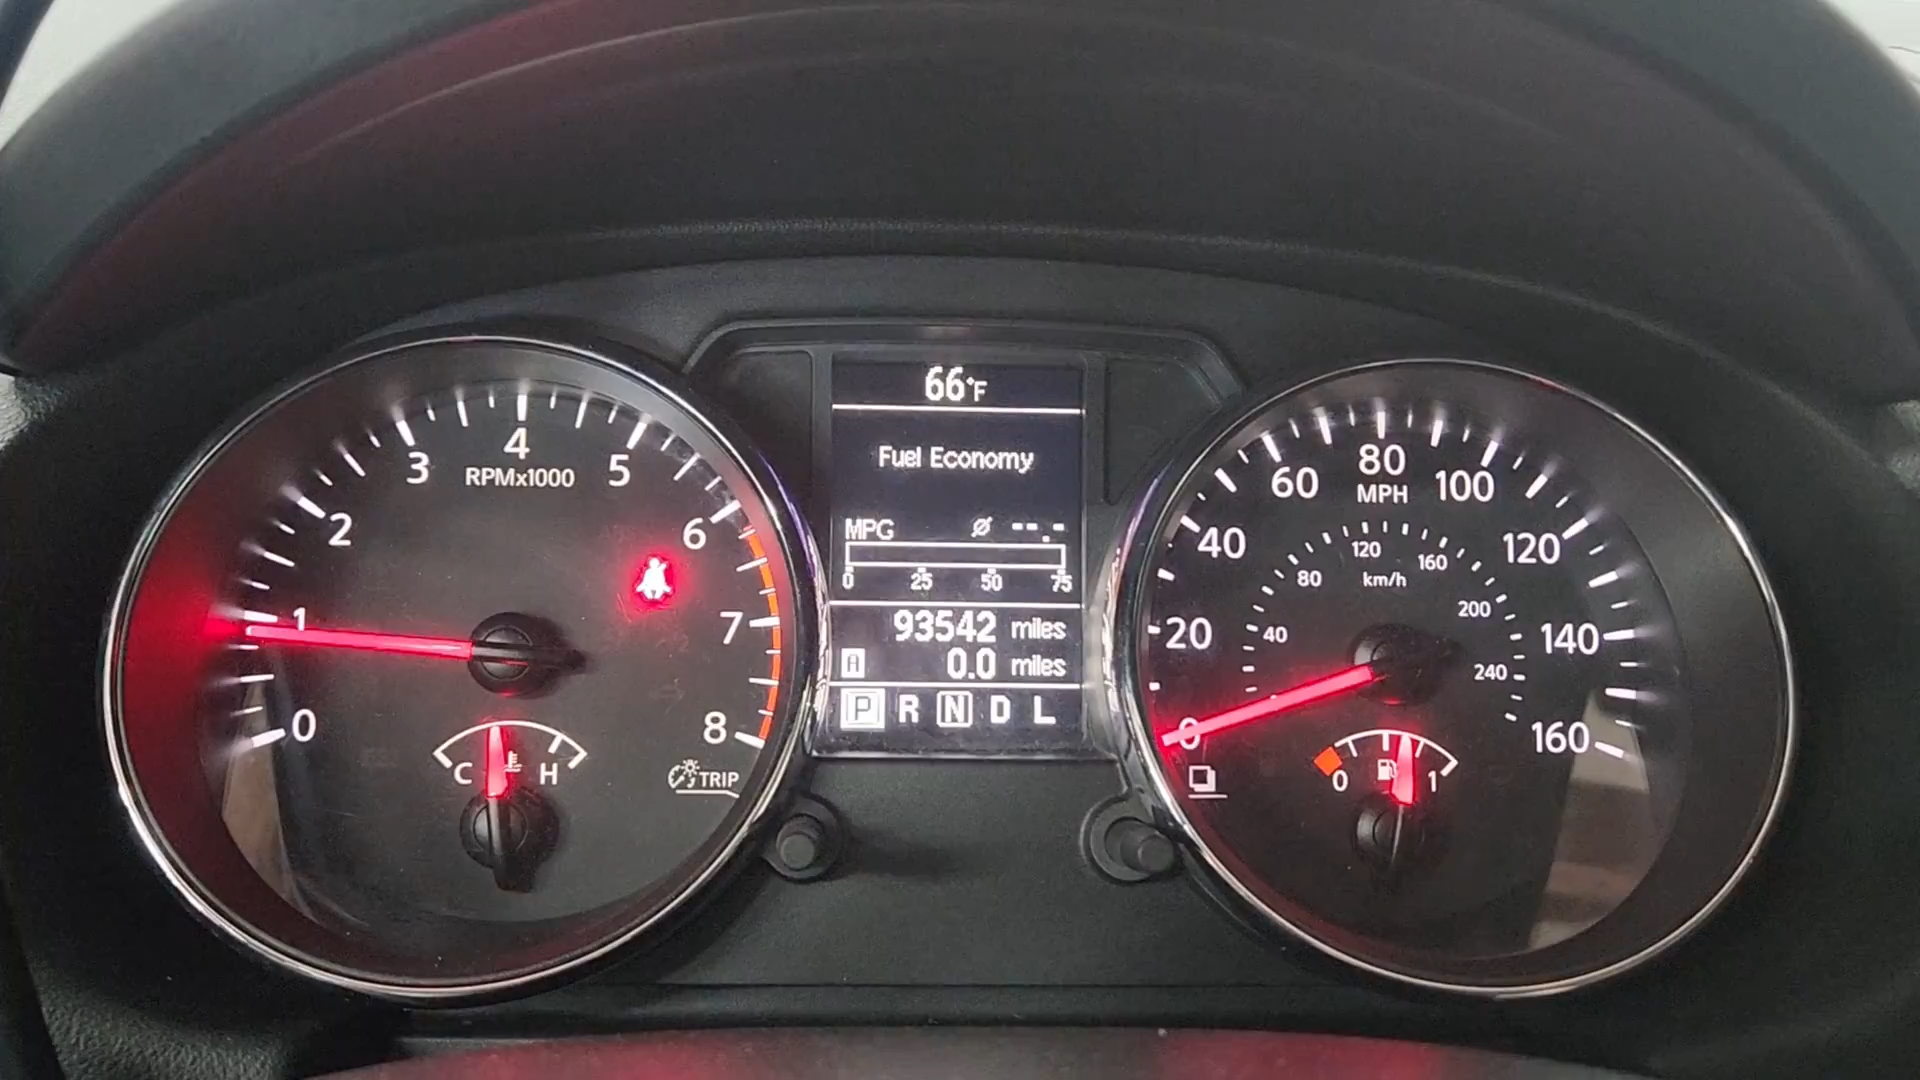 0
1
2
3
4
5
6
7
8
RPMx1000
C H
TRIP
66°F
Fuel Economy
MPG ø --.-
0 25 50 75
93542 miles
A 0.0 miles
P R N D L
0
20
40
60
80
100
120
140
160
MPH
40
80
120
160
200
240
km/h
0 1